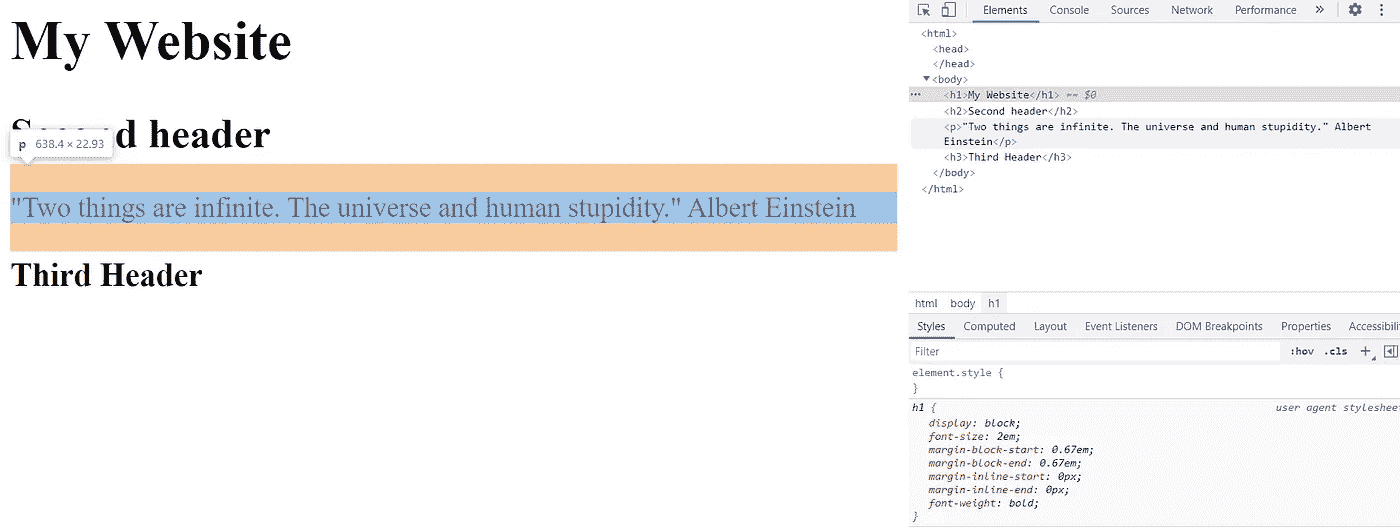 My Website
Second header
p 638.4 × 22.93
"Two things are infinite. The universe and human stupidity." Albert Einstein
Third Header
Elements Console Sources Network Performance »
<html>
<head>
</head>
▼<body>
··· <h1>My Website</h1> == $0
<h2>Second header</h2>
<p>"Two things are infinite. The universe and human stupidity." Albert
Einstein</p>
<h3>Third Header</h3>
</body>
</html>
html body h1
Styles Computed Layout Event Listeners DOM Breakpoints Properties Accessibili
Filter :hov .cls +
element.style {
}
h1 { user agent stylesheet
display: block;
font-size: 2em;
margin-block-start: 0.67em;
margin-block-end: 0.67em;
margin-inline-start: 0px;
margin-inline-end: 0px;
font-weight: bold;
}